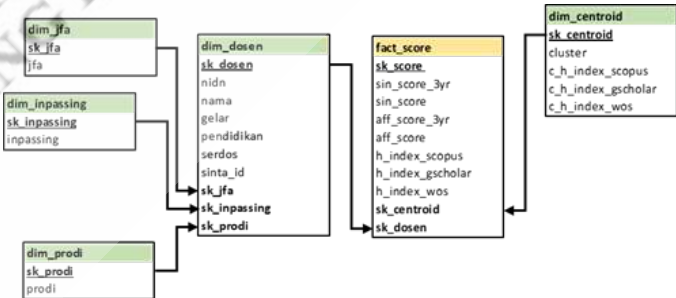 dim_jfa
sk_jfa
jfa
dim_inpassing
sk_inpassing
inpassing
dim_prodi
sk_prodi
prodi
dim_dosen
sk_dosen
nidn
nama
gelar
pendidikan
serdos
sinta_id
sk_jfa
sk_inpassing
sk_prodi
fact_score
sk_score
sin_score_3yr
sin_score
aff_score_3yr
aff_score
h_index_scopus
h_index_gscholar
h_index_wos
sk_centroid
sk_dosen
dim_centroid
sk_centroid
cluster
c_h_index_scopus
c_h_index_gscholar
c_h_index_wos